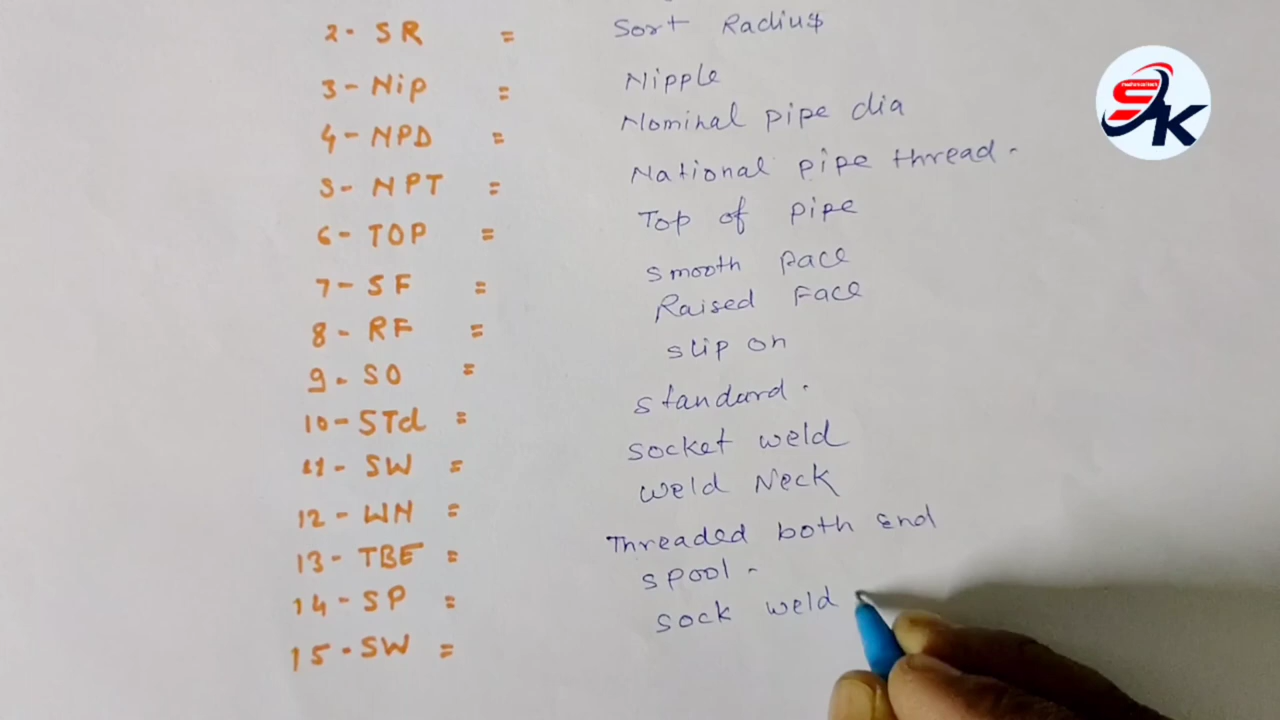 2- SR = Sort Radius
3- Nip = Nipple
4- NPD = Nominal pipe dia
5- NPT = National pipe thread.
6- TOP = Top of pipe
7- SF = smooth face
8- RF = Raised Face
9- SO = slip on
10- STd = standard.
11- SW = socket weld
12- WN = weld Neck
13- TBE = Threaded both end
14- SP = spool.
15- SW = sock weld
SK